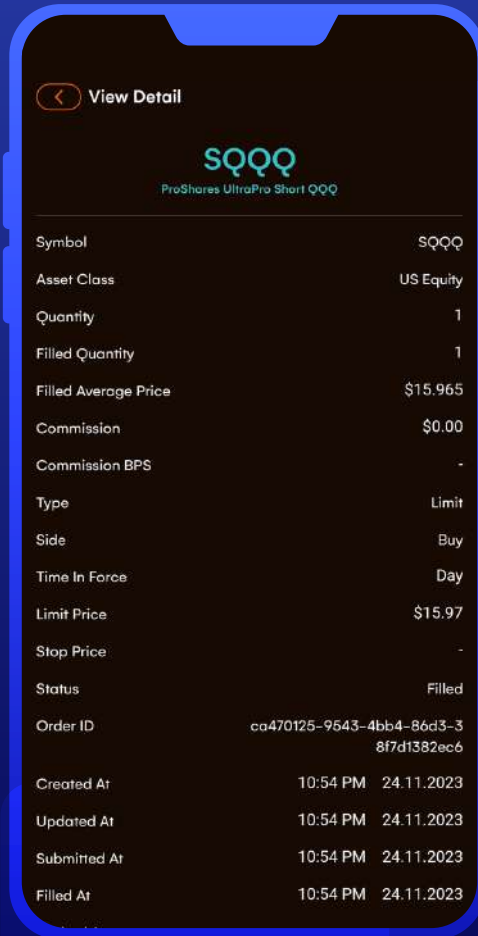 View Detail
SQQQ
ProShares UltraPro Short QQQ
Symbol SQQQ
Asset Class US Equity
Quantity 1
Filled Quantity 1
Filled Average Price $15.965
Commission $0.00
Commission BPS -
Type Limit
Side Buy
Time In Force Day
Limit Price $15.97
Stop Price -
Status Filled
Order ID ca470125-9543-4bb4-86d3-3
8f7d1382ec6
Created At 10:54 PM 24.11.2023
Updated At 10:54 PM 24.11.2023
Submitted At 10:54 PM 24.11.2023
Filled At 10:54 PM 24.11.2023